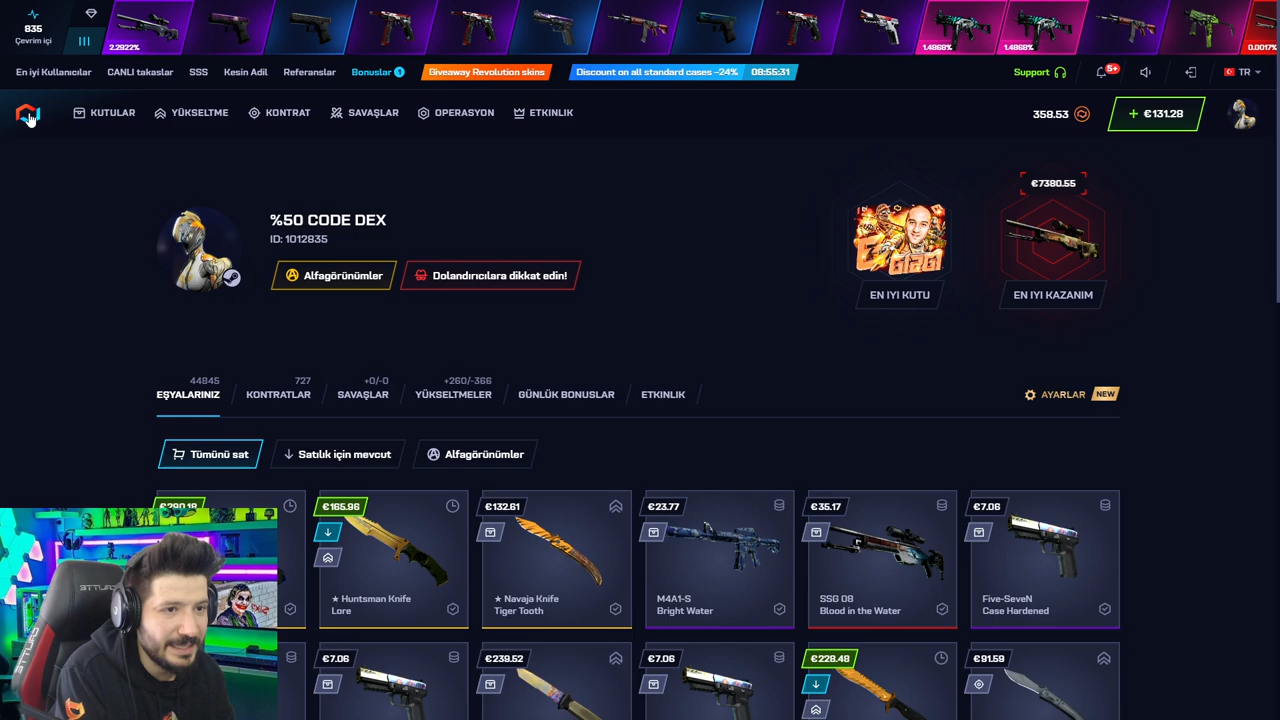 835
Çevrim içi
2.2922%
1.4868%
1.4868%
0.0017%
En iyi Kullanıcılar
CANLI takaslar
SSS
Kesin Adil
Referanslar
Bonuslar 1
Giveaway Revolution skins
Discount on all standard cases -24% 08:55:31
Support
5+
TR
KUTULAR
YÜKSELTME
KONTRAT
SAVAŞLAR
OPERASYON
ETKINLIK
358.53
+ €131.28
%50 CODE DEX
ID: 1012835
Alfagörünümler
Dolandırıcılara dikkat edin!
EN IYI KUTU
€7380.55
EN IYI KAZANIM
44845
EŞYALARINIZ
727
KONTRATLAR
+0/-0
SAVAŞLAR
+260/-366
YÜKSELTMELER
GÜNLÜK BONUSLAR
ETKINLIK
AYARLAR NEW
Tümünü sat
Satılık için mevcut
Alfagörünümler
€165.96
★ Huntsman Knife
Lore
€132.61
★ Navaja Knife
Tiger Tooth
€23.77
M4A1-S
Bright Water
€35.17
SSG 08
Blood in the Water
€7.06
Five-SeveN
Case Hardened
€7.06
€239.52
€7.06
€228.48
€91.59